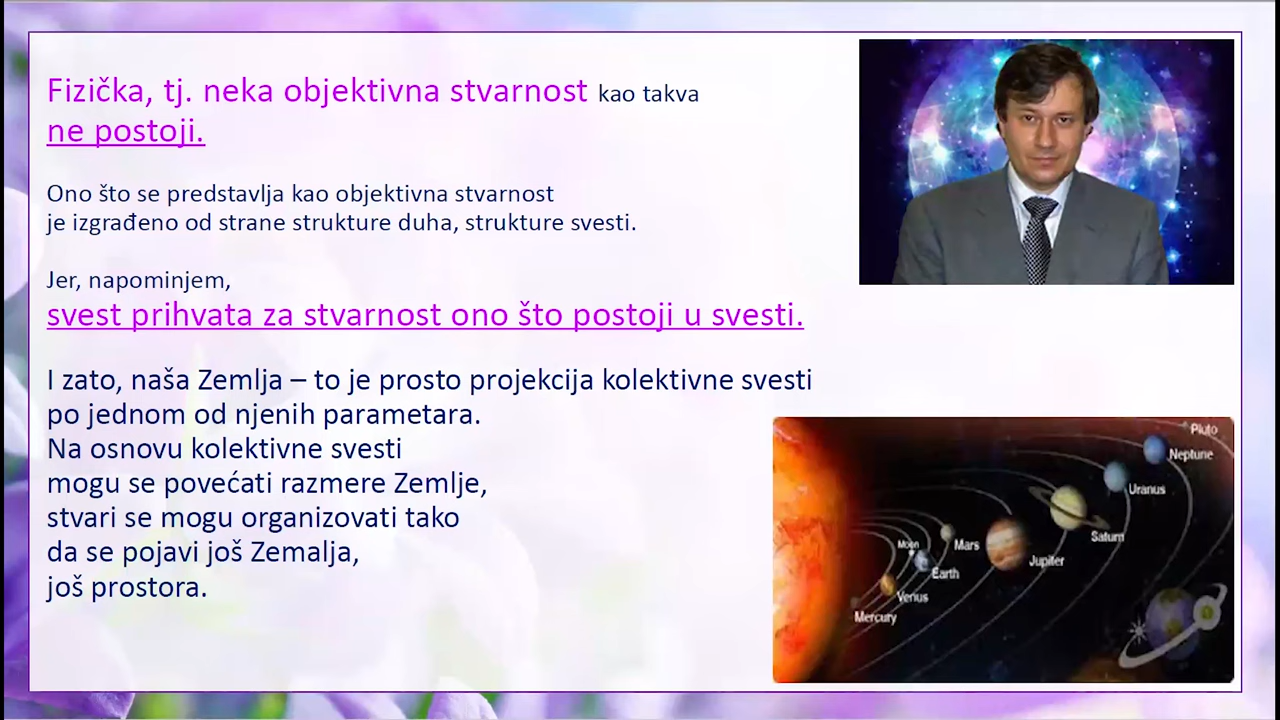 Fizička, tj. neka objektivna stvarnost kao takva
ne postoji.
Ono što se predstavlja kao objektivna stvarnost
je izgrađeno od strane strukture duha, strukture svesti.
Jer, napominjem,
svest prihvata za stvarnost ono što postoji u svesti.
I zato, naša Zemlja – to je prosto projekcija kolektivne svesti
po jednom od njenih parametara.
Na osnovu kolektivne svesti
mogu se povećati razmere Zemlje,
stvari se mogu organizovati tako
da se pojavi još Zemalja,
još prostora.
Pluto
Neptune
Uranus
Saturn
Jupiter
Mars
Moon
Earth
Venus
Mercury